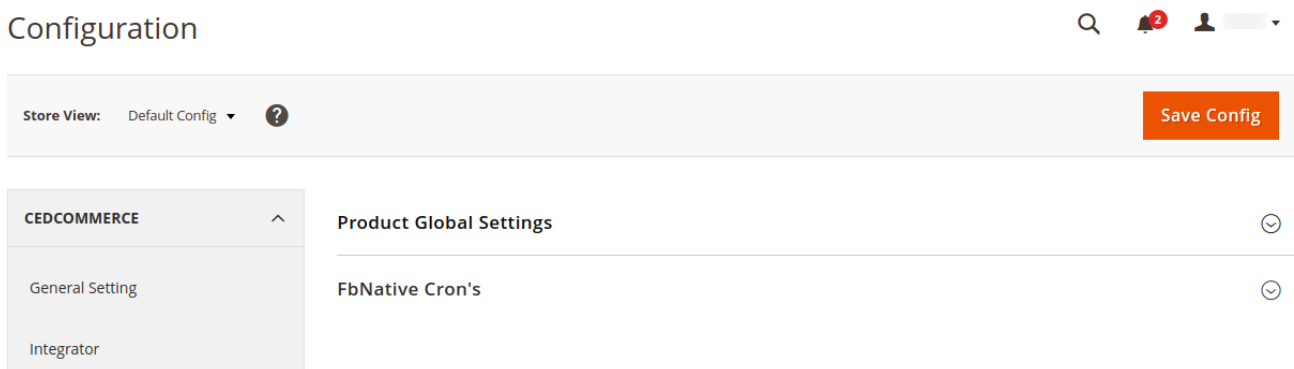 Configuration
2
Store View: Default Config ?
Save Config
CEDCOMMERCE
General Setting
Integrator
Product Global Settings
FbNative Cron's